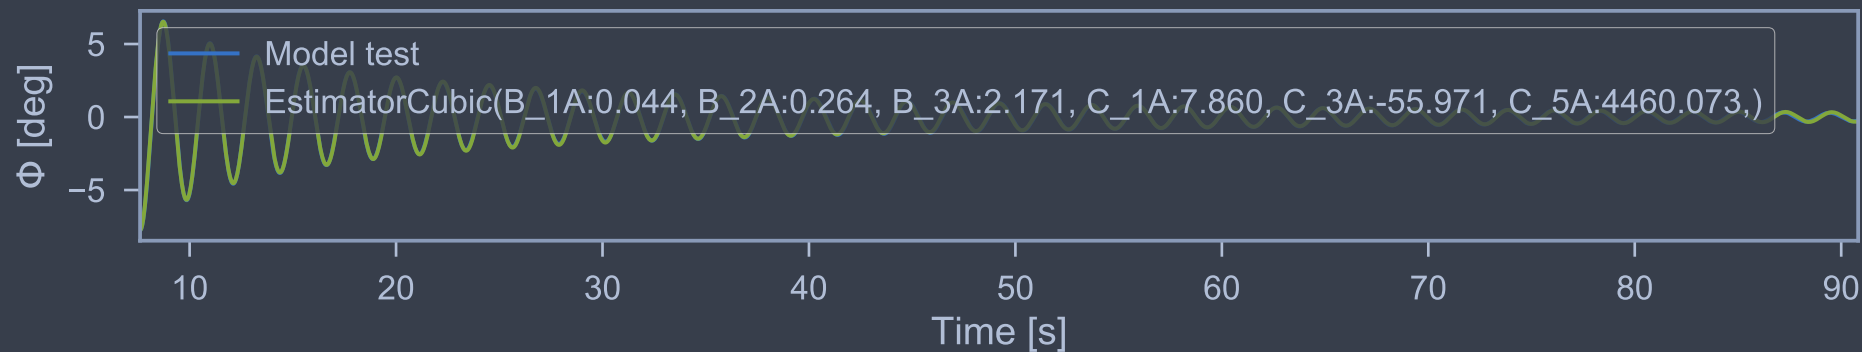 Model test
EstimatorCubic(B_1A:0.044, B_2A:0.264, B_3A:2.171, C_1A:7.860, C_3A:-55.971, C_5A:4460.073,)
Φ [deg]
5
0
−5
10 20 30 40 50 60 70 80 90
Time [s]